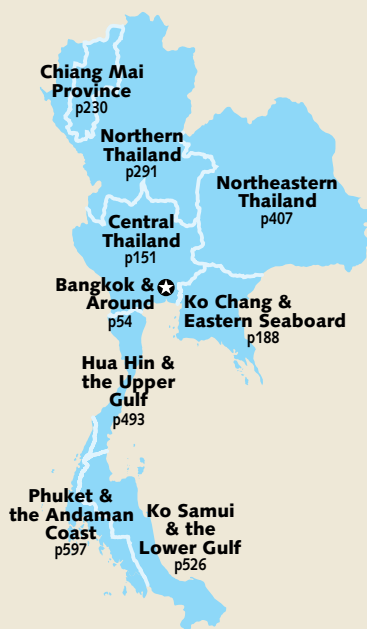 Chiang Mai
Province
p230
Northern
Thailand
p291
Northeastern
Thailand
p407
Central
Thailand
p151
Bangkok &
Around
p54
Ko Chang &
Eastern Seaboard
p188
Hua Hin &
the Upper
Gulf
p493
Phuket &
the Andaman
Coast
p597
Ko Samui
& the
Lower Gulf
p526